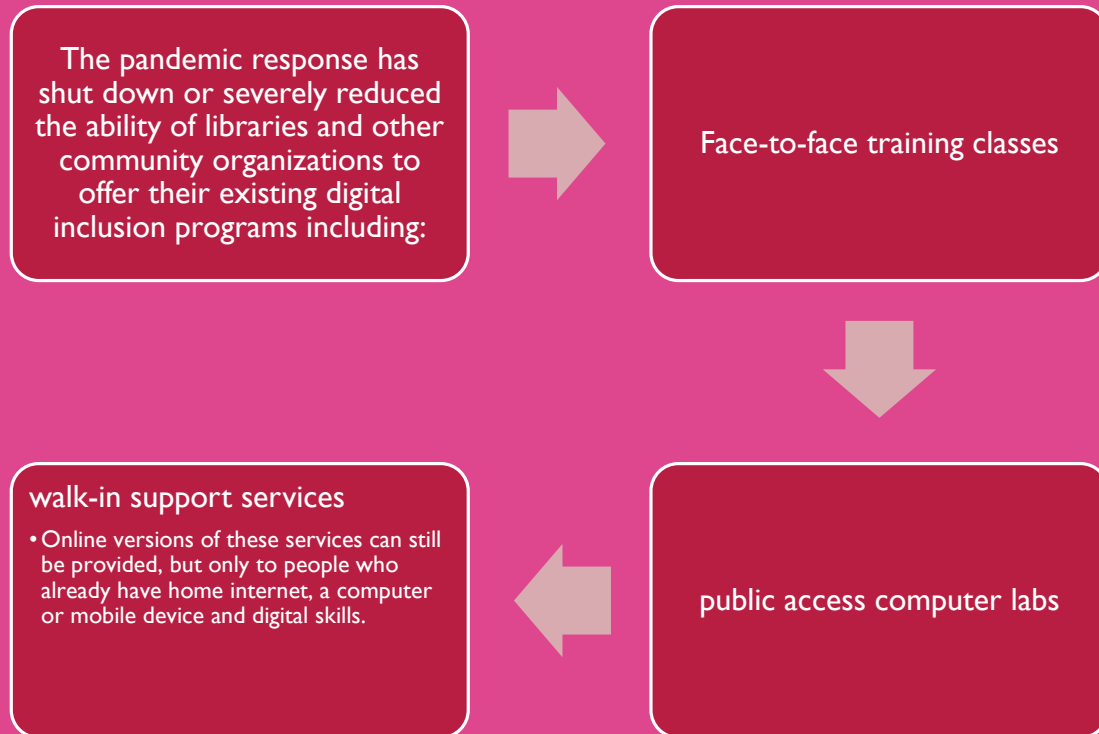 The pandemic response has
shut down or severely reduced
the ability of libraries and other
community organizations to
offer their existing digital
inclusion programs including:
Face-to-face training classes
public access computer labs
walk-in support services
• Online versions of these services can still
be provided, but only to people who
already have home internet, a computer
or mobile device and digital skills.